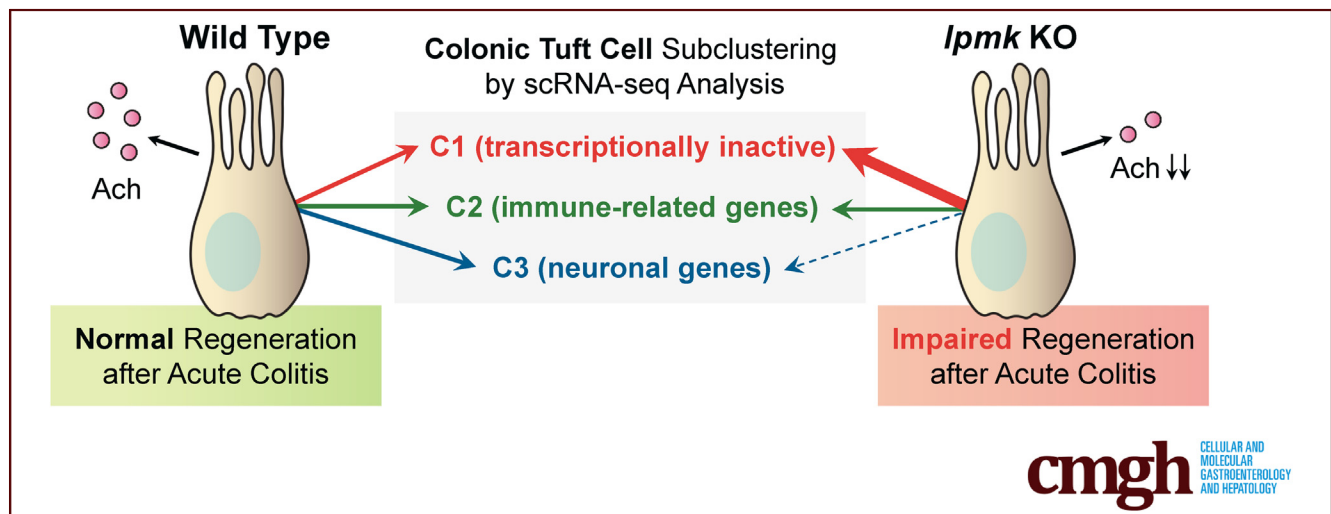 Wild Type
Colonic Tuft Cell Subclustering
by scRNA-seq Analysis
Ipmk KO
Ach
C1 (transcriptionally inactive)
C2 (immune-related genes)
C3 (neuronal genes)
Ach ↓↓
Normal Regeneration
after Acute Colitis
Impaired Regeneration
after Acute Colitis
cmgh
CELLULAR AND
MOLECULAR
GASTROENTEROLOGY
AND HEPATOLOGY